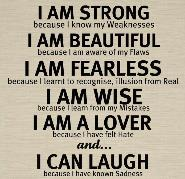 I AM STRONG
because I know my Weaknesses
I AM BEAUTIFUL
because I am aware of my Flaws
I AM FEARLESS
because I learnt to recognise, illusion from Real
I AM WISE
because I learn from my Mistakes
I AM A LOVER
because I have felt Hate
and...
I CAN LAUGH
because I have known Sadness